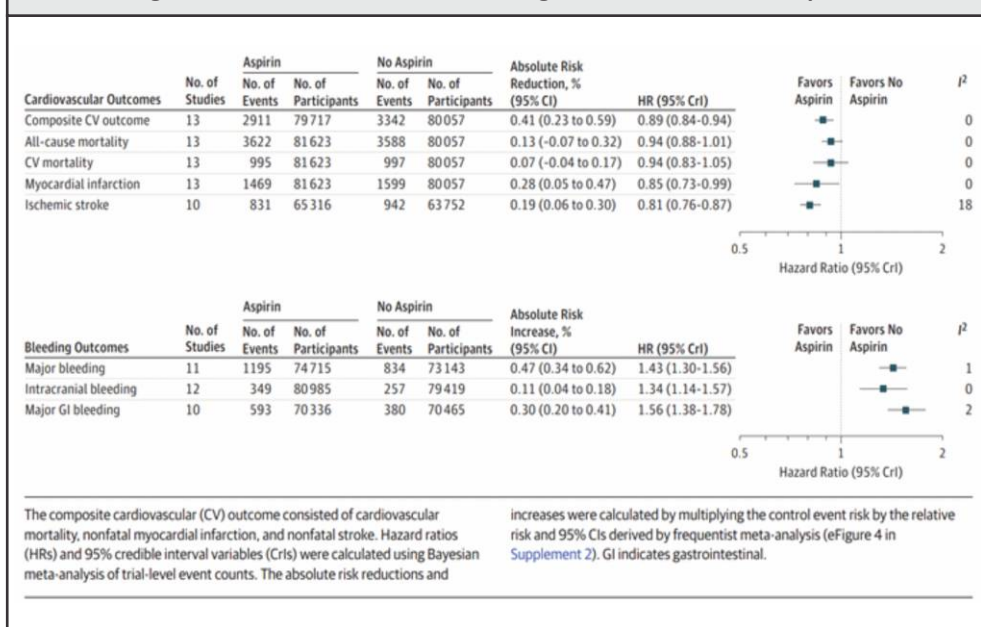 Aspirin No Aspirin Absolute Risk
No. of No. of No. of No. of No. of Reduction, % Favors Favors No I2
Cardiovascular Outcomes Studies Events Participants Events Participants (95% CI) HR (95% CrI) Aspirin Aspirin
Composite CV outcome 13 2911 79717 3342 80057 0.41 (0.23 to 0.59) 0.89 (0.84-0.94) 0
All-cause mortality 13 3622 81623 3588 80057 0.13 (-0.07 to 0.32) 0.94 (0.88-1.01) 0
CV mortality 13 995 81623 997 80057 0.07 (-0.04 to 0.17) 0.94 (0.83-1.05) 0
Myocardial infarction 13 1469 81623 1599 80057 0.28 (0.05 to 0.47) 0.85 (0.73-0.99) 0
Ischemic stroke 10 831 65316 942 63752 0.19 (0.06 to 0.30) 0.81 (0.76-0.87) 18
0.5 1 2
Hazard Ratio (95% CrI)
Aspirin No Aspirin Absolute Risk
No. of No. of No. of No. of No. of Increase, % Favors Favors No I2
Bleeding Outcomes Studies Events Participants Events Participants (95% CI) HR (95% CrI) Aspirin Aspirin
Major bleeding 11 1195 74715 834 73143 0.47 (0.34 to 0.62) 1.43 (1.30-1.56) 1
Intracranial bleeding 12 349 80985 257 79419 0.11 (0.04 to 0.18) 1.34 (1.14-1.57) 0
Major GI bleeding 10 593 70336 380 70465 0.30 (0.20 to 0.41) 1.56 (1.38-1.78) 2
0.5 1 2
Hazard Ratio (95% CrI)
The composite cardiovascular (CV) outcome consisted of cardiovascular
mortality, nonfatal myocardial infarction, and nonfatal stroke. Hazard ratios
(HRs) and 95% credible interval variables (CrIs) were calculated using Bayesian
meta-analysis of trial-level event counts. The absolute risk reductions and
increases were calculated by multiplying the control event risk by the relative
risk and 95% CIs derived by frequentist meta-analysis (eFigure 4 in
Supplement 2). GI indicates gastrointestinal.